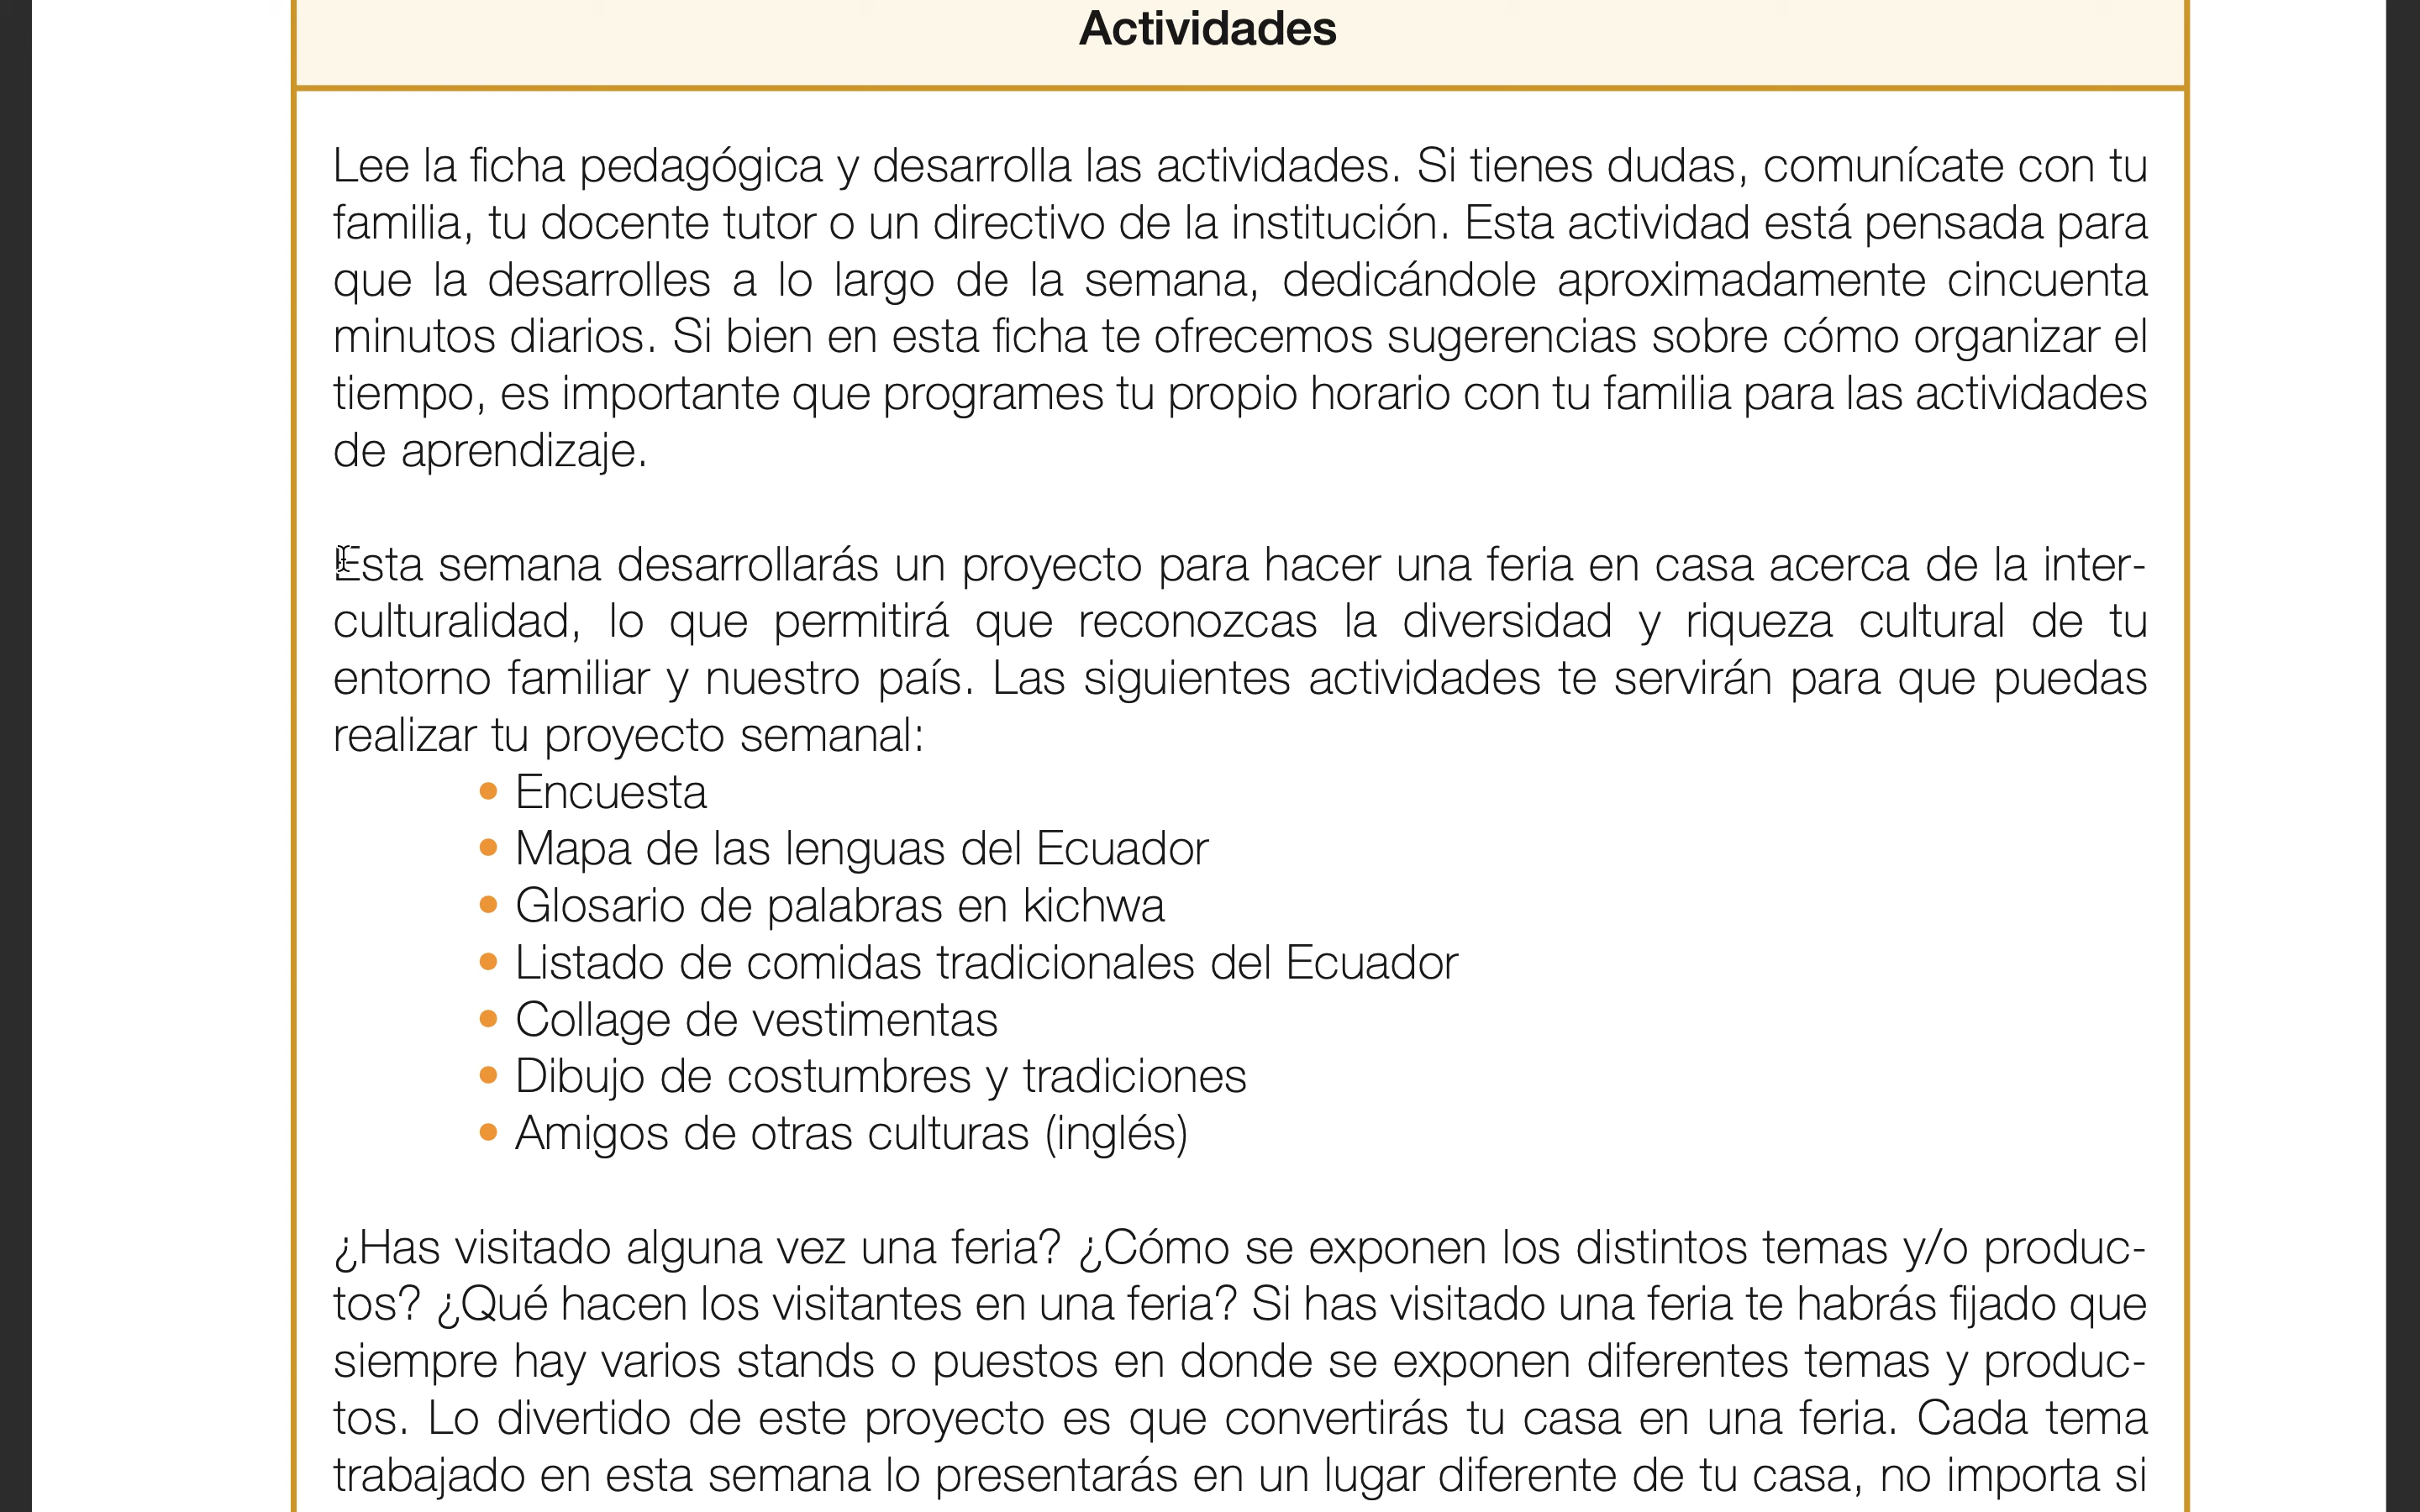 Actividades
Lee la ficha pedagógica y desarrolla las actividades. Si tienes dudas, comunícate con tu
familia, tu docente tutor o un directivo de la institución. Esta actividad está pensada para
que la desarrolles a lo largo de la semana, dedicándole aproximadamente cincuenta
minutos diarios. Si bien en esta ficha te ofrecemos sugerencias sobre cómo organizar el
tiempo, es importante que programes tu propio horario con tu familia para las actividades
de aprendizaje.
Esta semana desarrollarás un proyecto para hacer una feria en casa acerca de la inter-
culturalidad, lo que permitirá que reconozcas la diversidad y riqueza cultural de tu
entorno familiar y nuestro país. Las siguientes actividades te servirán para que puedas
realizar tu proyecto semanal:
• Encuesta
• Mapa de las lenguas del Ecuador
• Glosario de palabras en kichwa
• Listado de comidas tradicionales del Ecuador
• Collage de vestimentas
• Dibujo de costumbres y tradiciones
• Amigos de otras culturas (inglés)
¿Has visitado alguna vez una feria? ¿Cómo se exponen los distintos temas y/o produc-
tos? ¿Qué hacen los visitantes en una feria? Si has visitado una feria te habrás fijado que
siempre hay varios stands o puestos en donde se exponen diferentes temas y produc-
tos. Lo divertido de este proyecto es que convertirás tu casa en una feria. Cada tema
trabajado en esta semana lo presentarás en un lugar diferente de tu casa, no importa si